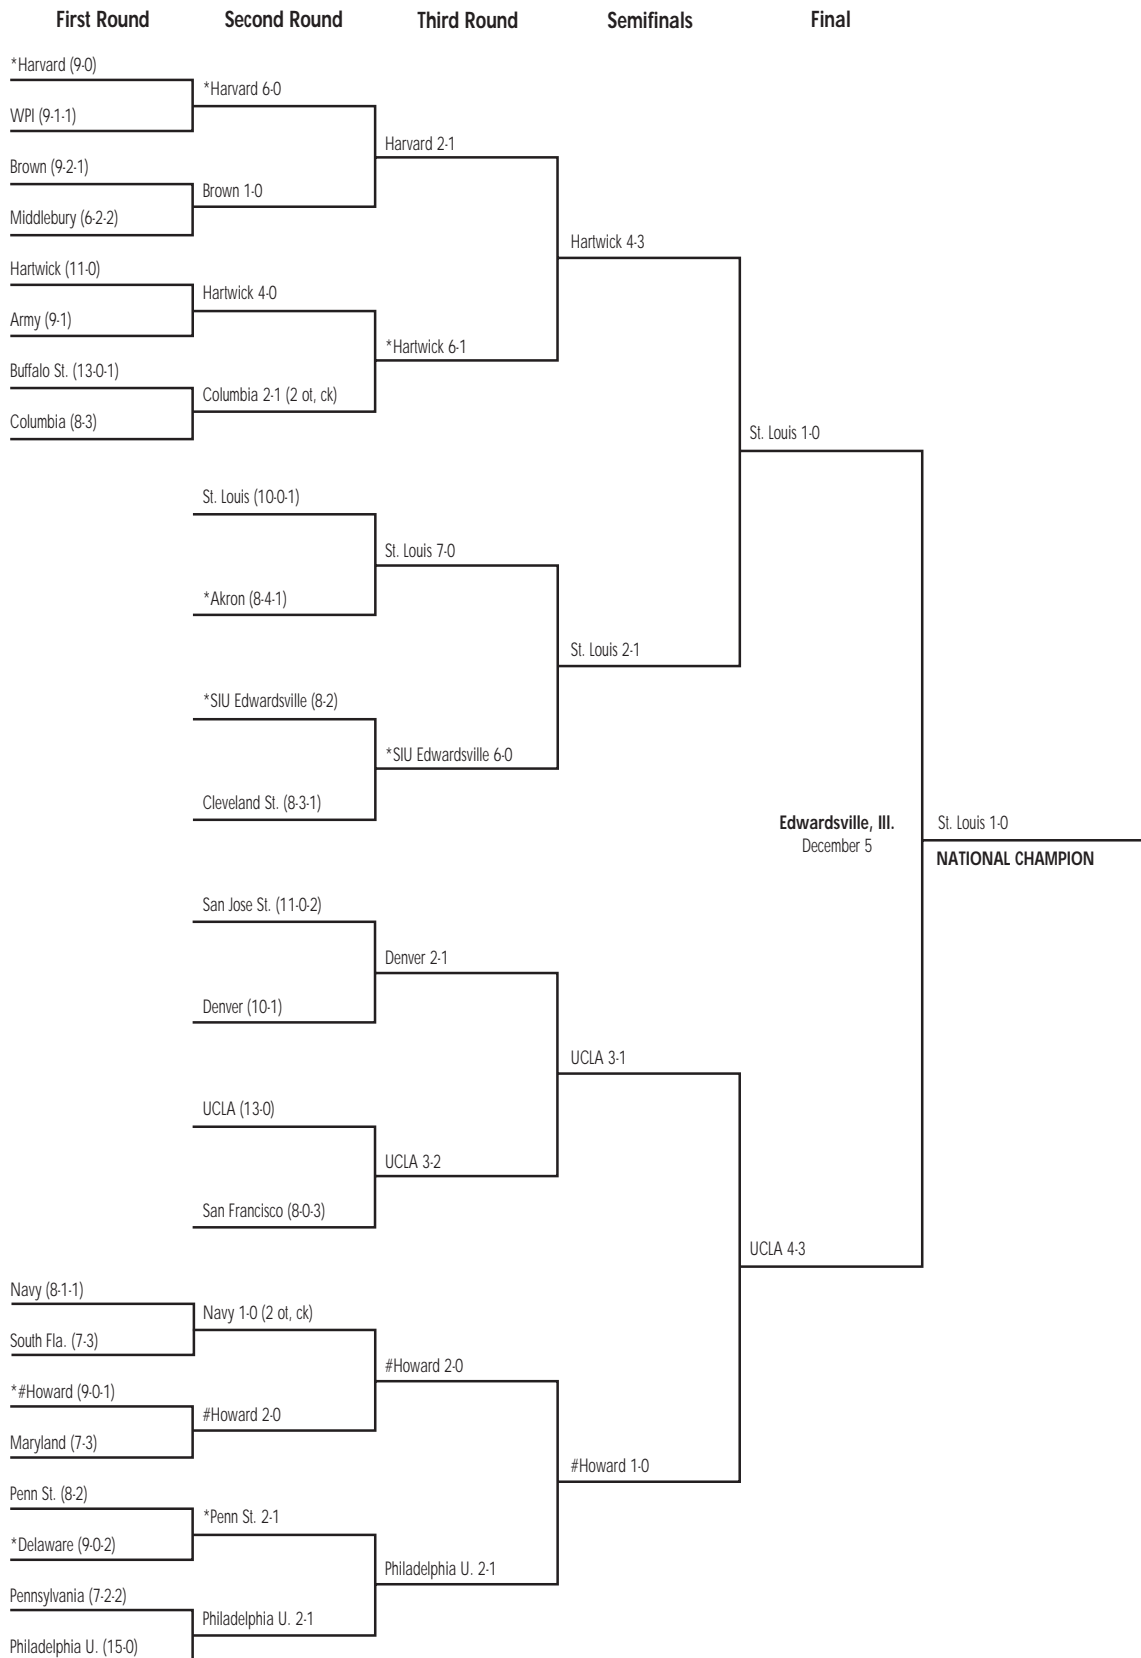 First Round
Second Round
Third Round
Semifinals
Final
*Harvard (9-0)
WPI (9-1-1)
Brown (9-2-1)
Middlebury (6-2-2)
Hartwick (11-0)
Army (9-1)
Buffalo St. (13-0-1)
Columbia (8-3)
Navy (8-1-1)
South Fla. (7-3)
*#Howard (9-0-1)
Maryland (7-3)
Penn St. (8-2)
*Delaware (9-0-2)
Pennsylvania (7-2-2)
Philadelphia U. (15-0)
*Harvard 6-0
Brown 1-0
Hartwick 4-0
Columbia 2-1 (2 ot, ck)
St. Louis (10-0-1)
*Akron (8-4-1)
*SIU Edwardsville (8-2)
Cleveland St. (8-3-1)
San Jose St. (11-0-2)
Denver (10-1)
UCLA (13-0)
San Francisco (8-0-3)
Navy 1-0 (2 ot, ck)
#Howard 2-0
*Penn St. 2-1
Philadelphia U. 2-1
Harvard 2-1
*Hartwick 6-1
St. Louis 7-0
*SIU Edwardsville 6-0
Denver 2-1
UCLA 3-2
#Howard 2-0
Philadelphia U. 2-1
Hartwick 4-3
St. Louis 2-1
UCLA 3-1
#Howard 1-0
St. Louis 1-0
UCLA 4-3
Edwardsville, Ill.
December 5
St. Louis 1-0
NATIONAL CHAMPION